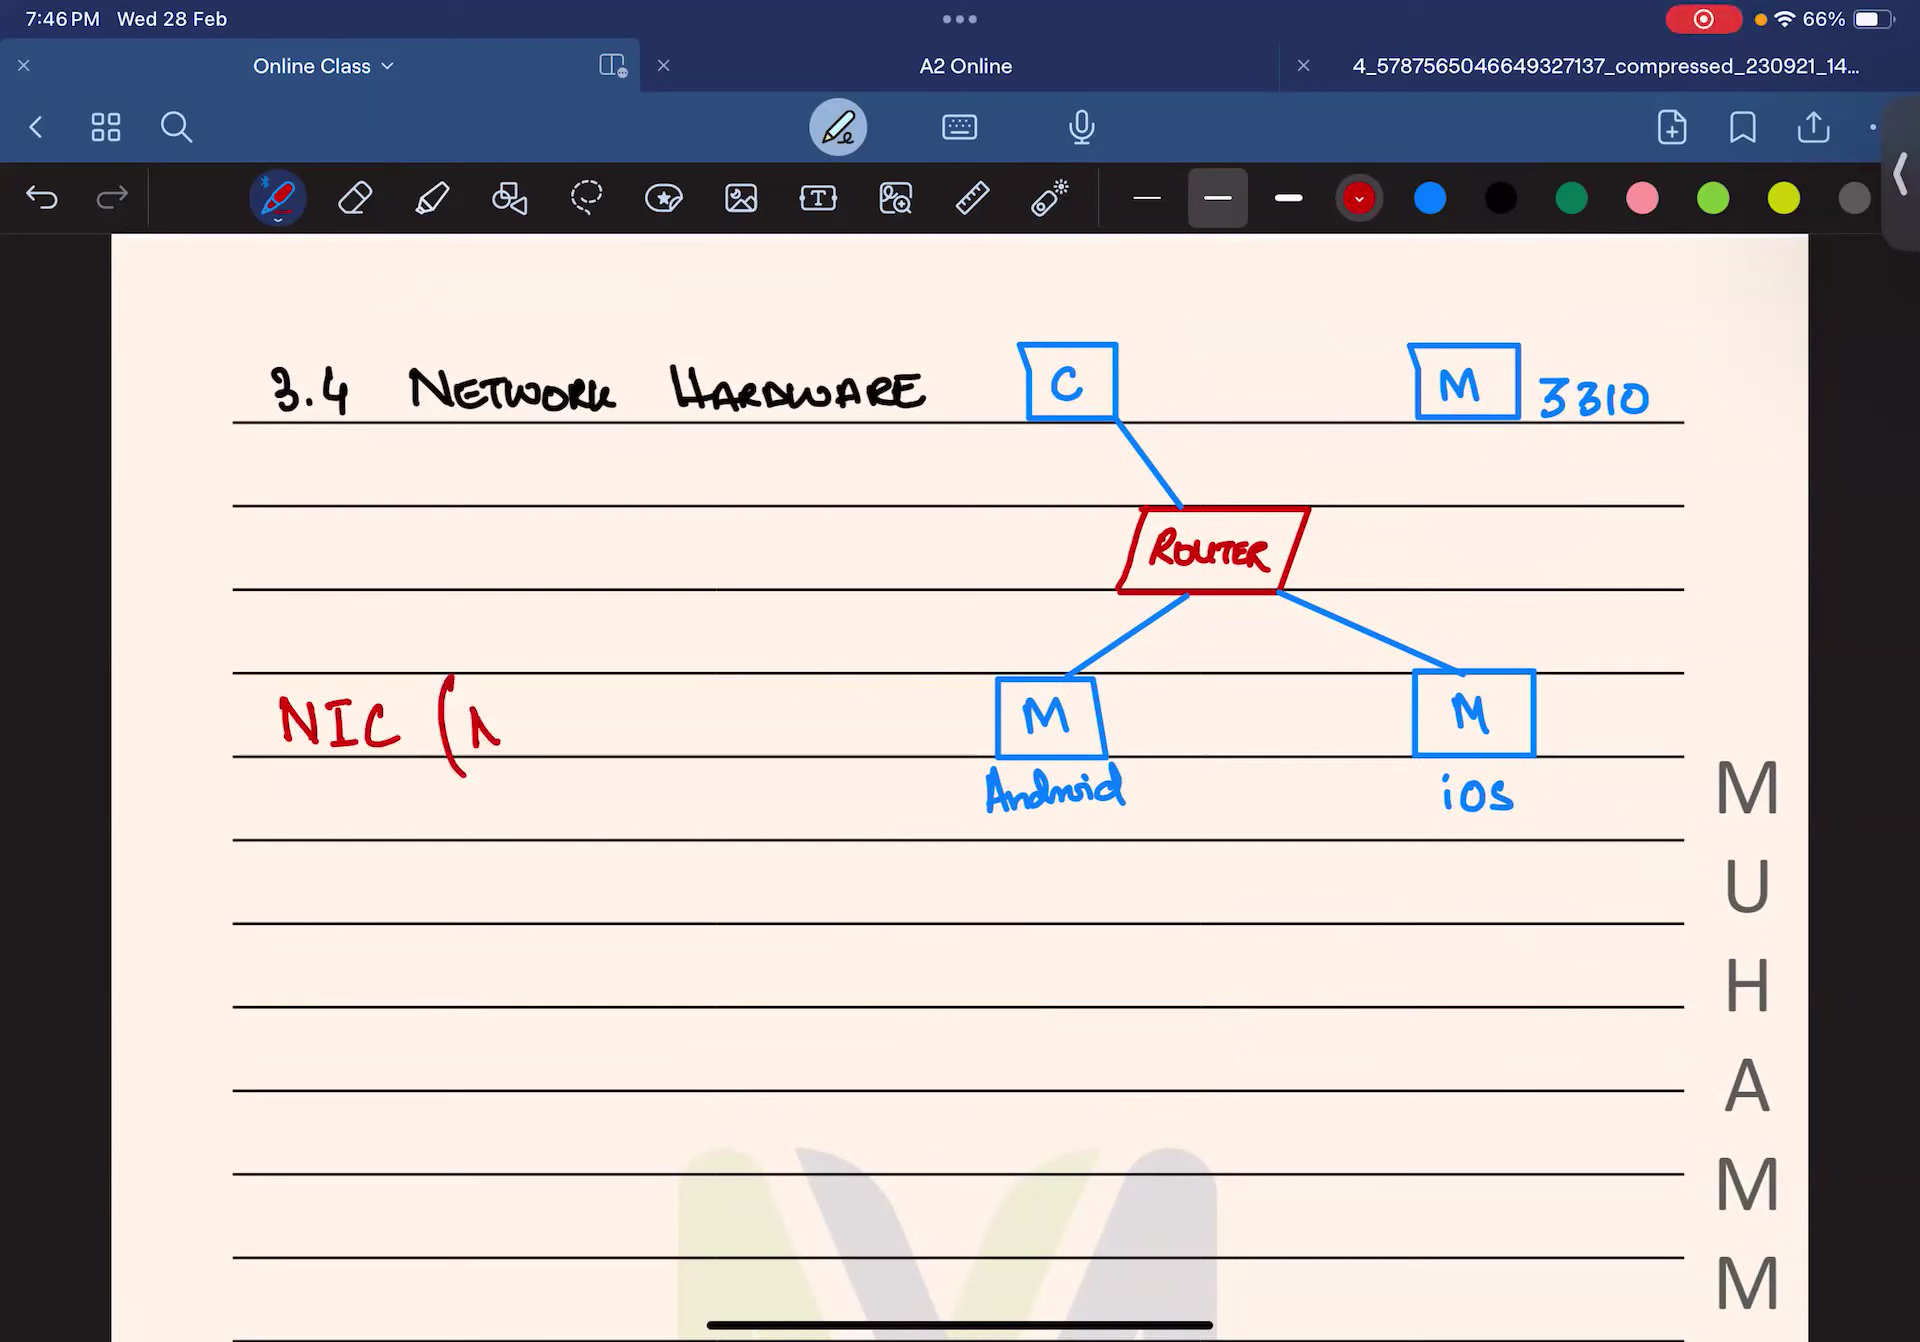 7:46 PM Wed 28 Feb
66%
Online Class
A2 Online
4_5787565046649327137_compressed_230921_14...
3.4 NETWORK HARDWARE
C
M 3310
ROUTER
NIC (N
M
M
Android
iOS
M
U
H
A
M
M